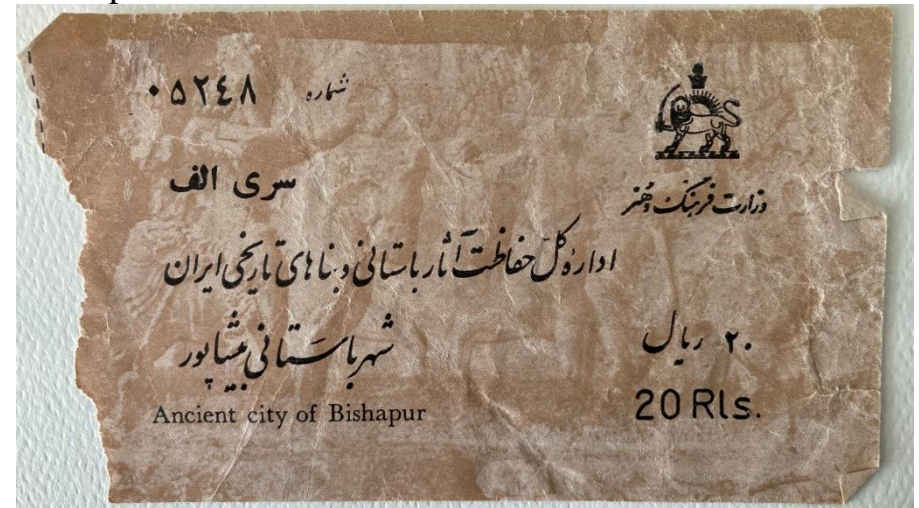 شماره ۰۵۲٤۸
سری الف
وزارت فرهنگ و هنر
اداره کل حفاظت آثار باستانی و بناهای تاریخی ایران
شهر باستانی بیشاپور
Ancient city of Bishapur
۲۰ ریال
20 Rls.